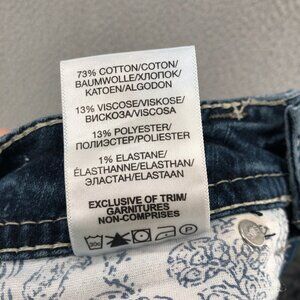 73% COTTON/COTON/
BAUMWOLLE/ХЛОПОК/
KATOEN/ALGODON
13% VISCOSE/VISKOSE/
ВИСКОЗА/VISCOSA
13% POLYESTER/
ПОЛИЭСТЕР/POLIESTER
1% ELASTANE/
ÉLASTHANNE/ELASTHAN/
ЭЛАСТАН/ELASTAAN
EXCLUSIVE OF TRIM/
GARNITURES
NON-COMPRISES
P